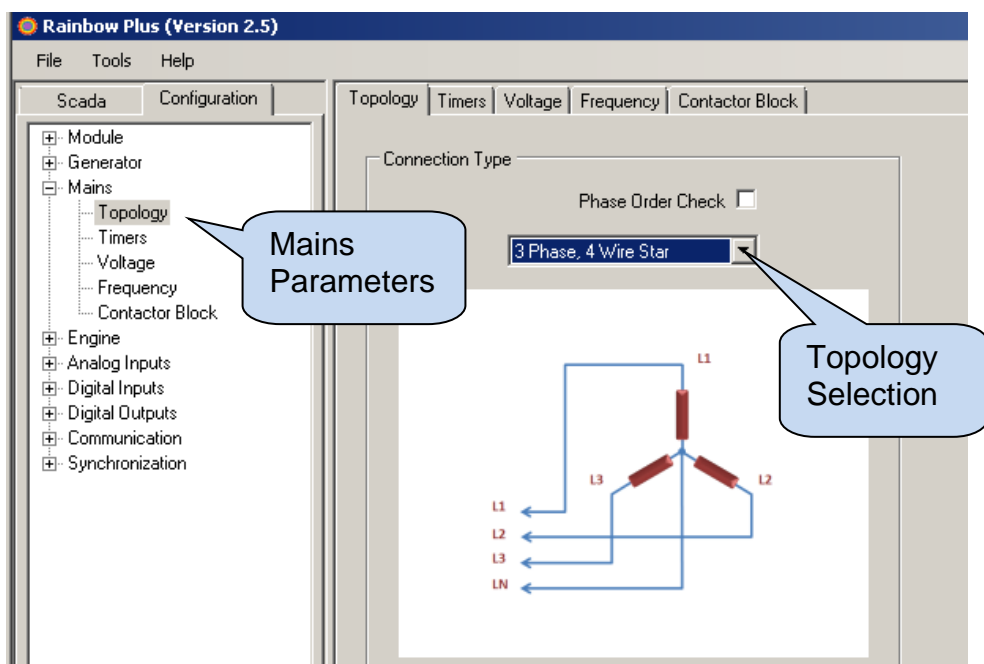 Rainbow Plus (Version 2.5)
File Tools Help
Scada Configuration
Module
Generator
Mains
Topology
Timers
Voltage
Frequency
Contactor Block
Engine
Analog Inputs
Digital Inputs
Digital Outputs
Communication
Synchronization
Mains
Parameters
Topology Timers Voltage Frequency Contactor Block
Connection Type
Phase Order Check
3 Phase, 4 Wire Star
Topology
Selection
L1
L3
L2
L1
L2
L3
LN